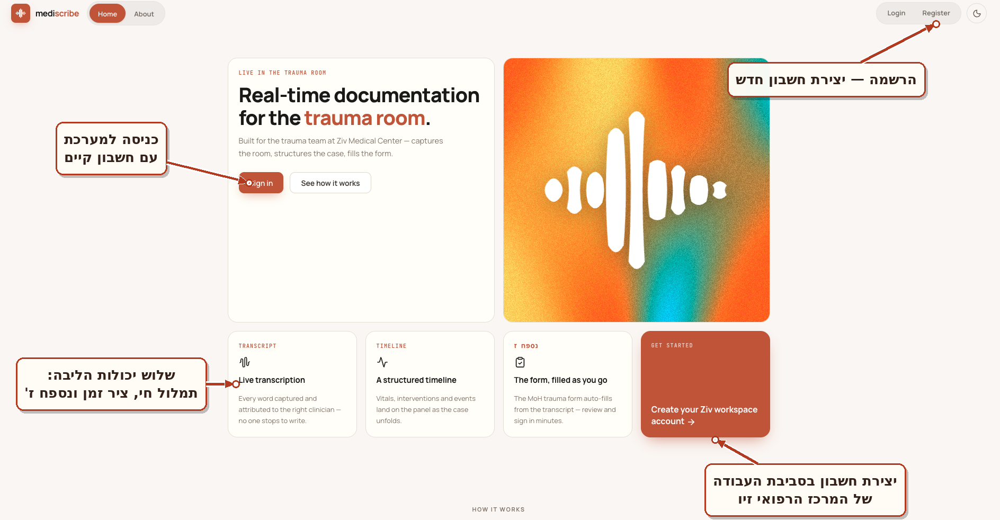 mediscribe
Home
About
Login
Register
הרשמה — יצירת חשבון חדש
LIVE IN THE TRAUMA ROOM
Real-time documentation
for the trauma room.
Built for the trauma team at Ziv Medical Center — captures
the room, structures the case, fills the form.
כניסה למערכת
עם חשבון קיים
ign in
See how it works
שלוש יכולות הליבה:
תמלול חי, ציר זמן ונספח ז'
TRANSCRIPT
Live transcription
Every word captured and
attributed to the right clinician —
no one stops to write.
TIMELINE
A structured timeline
Vitals, interventions and events
land on the panel as the case
unfolds.
נספח ז
The form, filled as you go
The MoH trauma form auto-fills
from the transcript — review and
sign in minutes.
GET STARTED
Create your Ziv workspace
account →
יצירת חשבון בסביבת העבודה
של המרכז הרפואי זיו
HOW IT WORKS